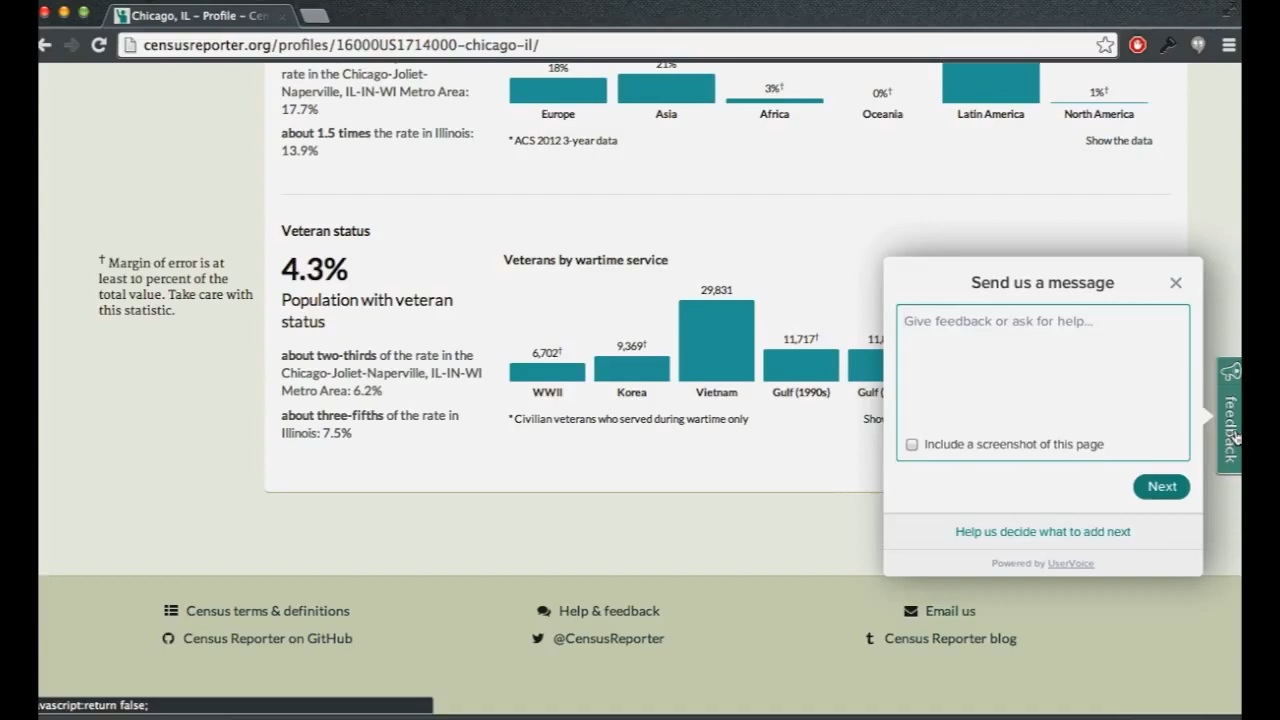 Chicago, IL – Profile – Cen
censusreporter.org/profiles/16000US1714000-chicago-il/
rate in the Chicago-Joliet-
Naperville, IL-IN-WI Metro Area:
17.7%
about 1.5 times the rate in Illinois:
13.9%
18% 21% 3%† 0%† 1%†
Europe Asia Africa Oceania Latin America North America
* ACS 2012 3-year data Show the data
† Margin of error is at
least 10 percent of the
total value. Take care with
this statistic.
Veteran status
4.3%
Population with veteran
status
about two-thirds of the rate in the
Chicago-Joliet-Naperville, IL-IN-WI
Metro Area: 6.2%
about three-fifths of the rate in
Illinois: 7.5%
Veterans by wartime service
6,702† 9,369† 29,831 11,717† 11,
WWII Korea Vietnam Gulf (1990s) Gulf (
* Civilian veterans who served during wartime only Sho
Send us a message
Give feedback or ask for help...
Include a screenshot of this page
Next
Help us decide what to add next
Powered by UserVoice
feedback
Census terms & definitions Help & feedback Email us
Census Reporter on GitHub @CensusReporter Census Reporter blog
avascript:return false;